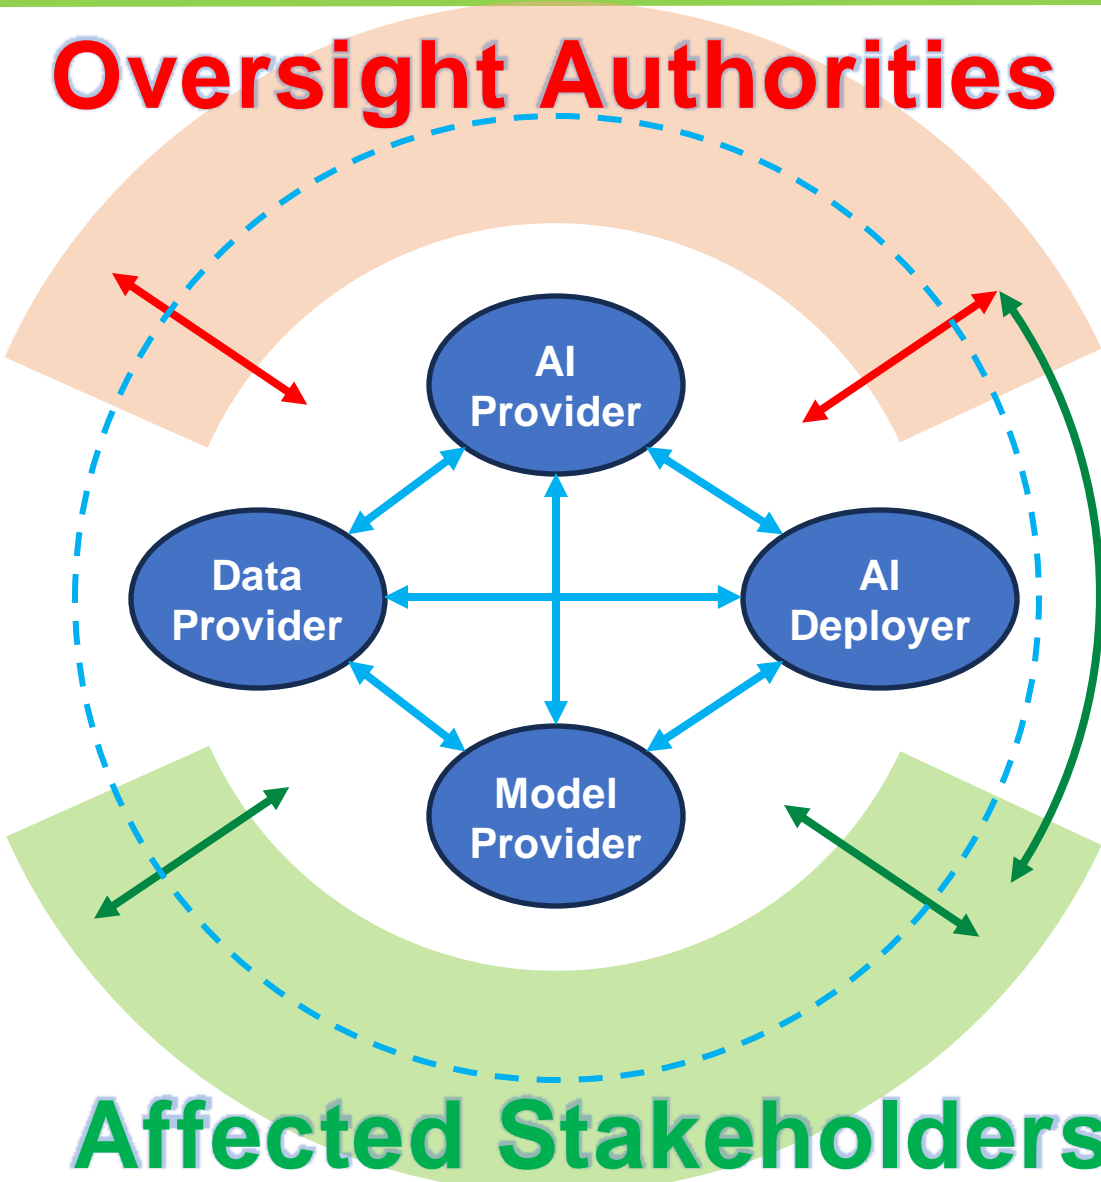 Oversight Authorities
AI
Provider
Data
Provider
AI
Deployer
Model
Provider
Affected Stakeholders